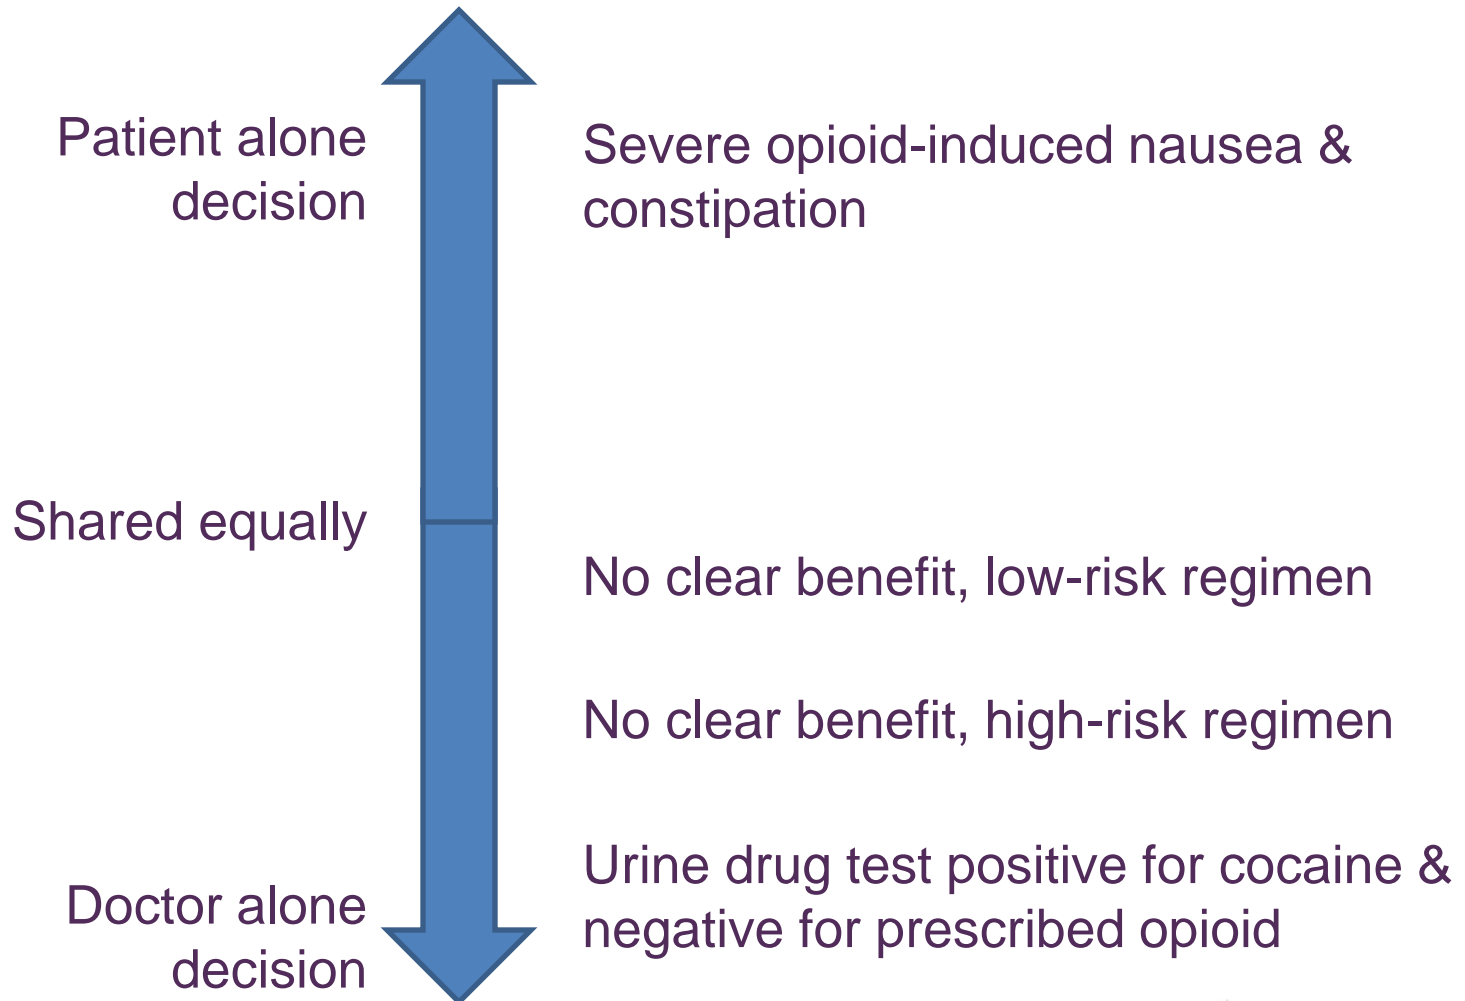 Patient alone
decision
Severe opioid-induced nausea &
constipation
Shared equally
No clear benefit, low-risk regimen
No clear benefit, high-risk regimen
Doctor alone
decision
Urine drug test positive for cocaine &
negative for prescribed opioid